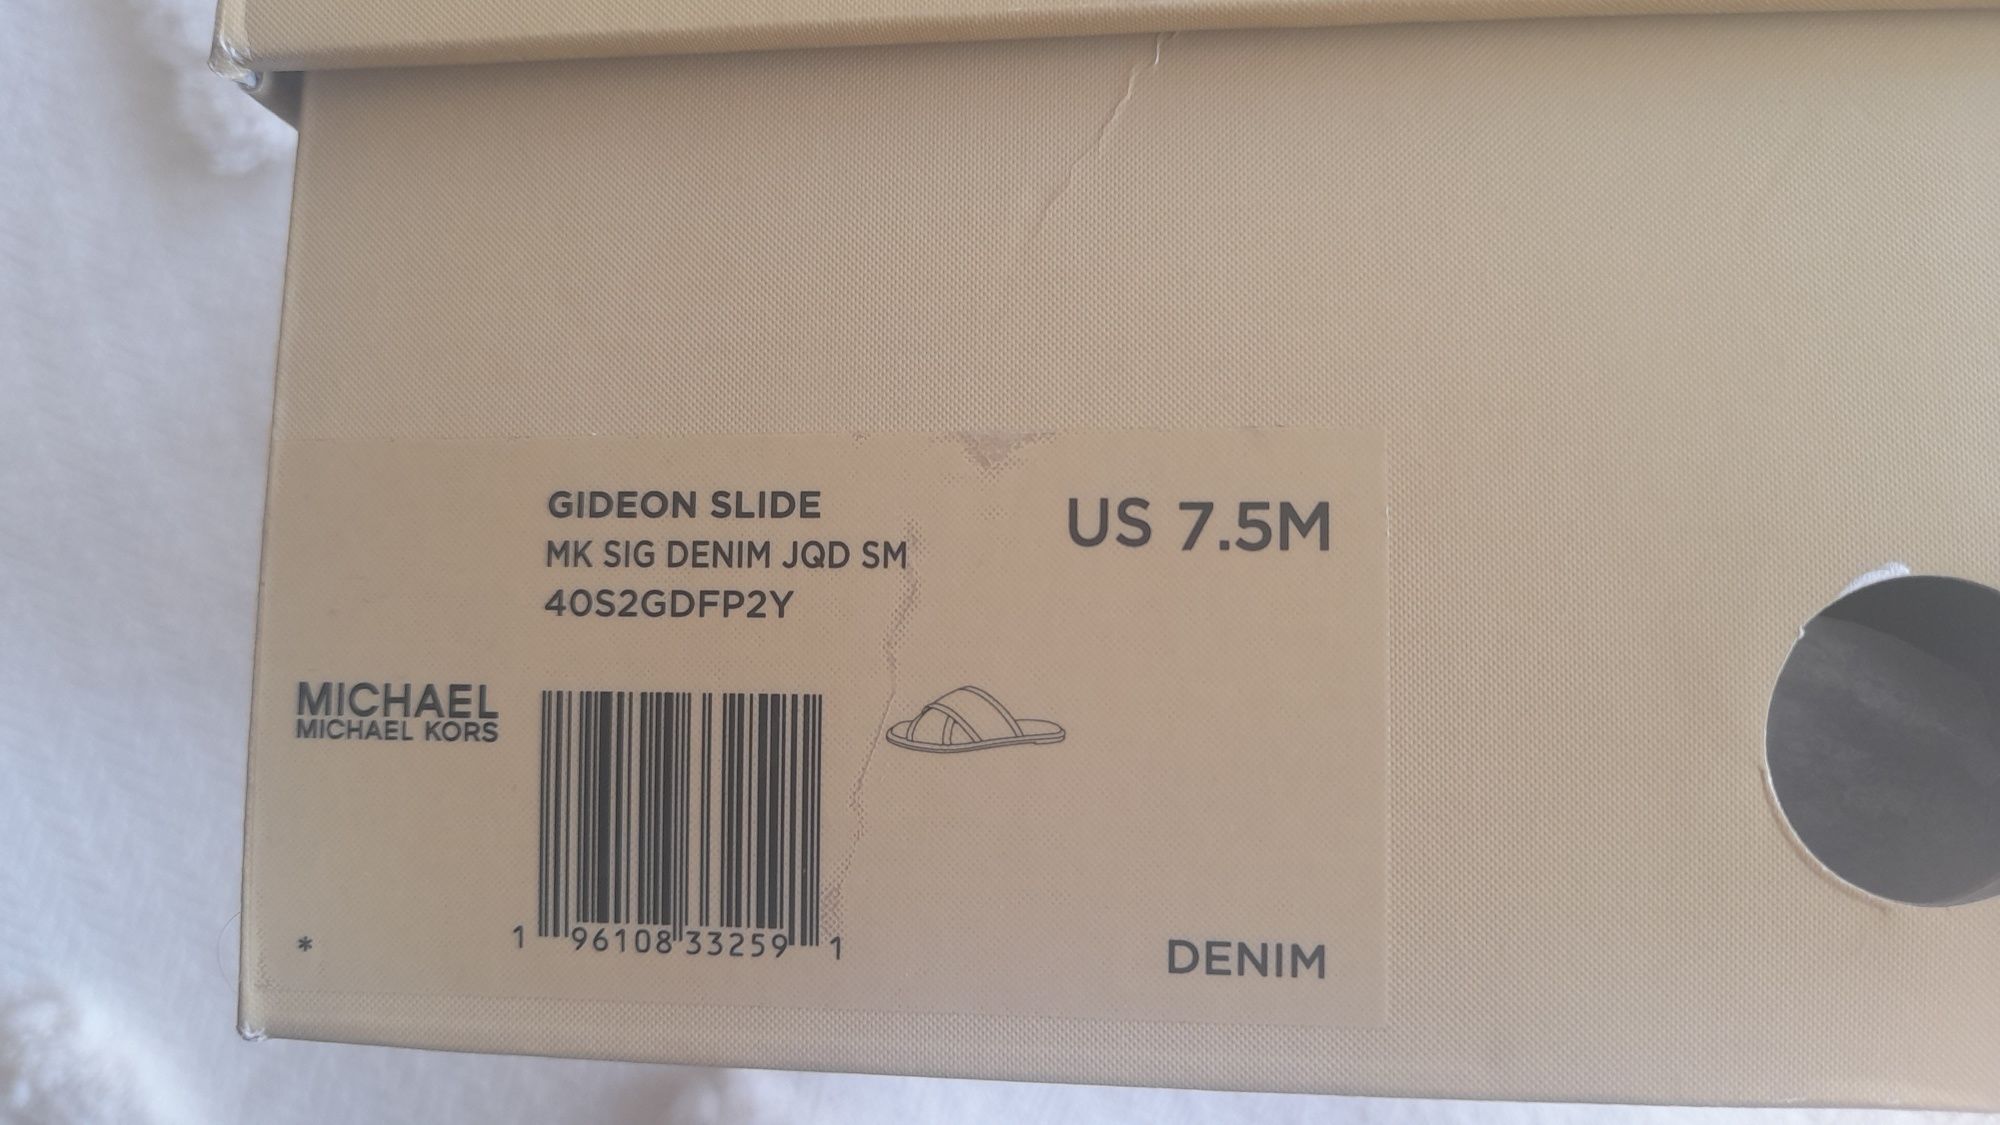 GIDEON SLIDE
US 7.5M
MK SIG DENIM JQD SM
40S2GDFP2Y
MICHAEL
MICHAEL KORS
1 96108 33259 1
*
DENIM